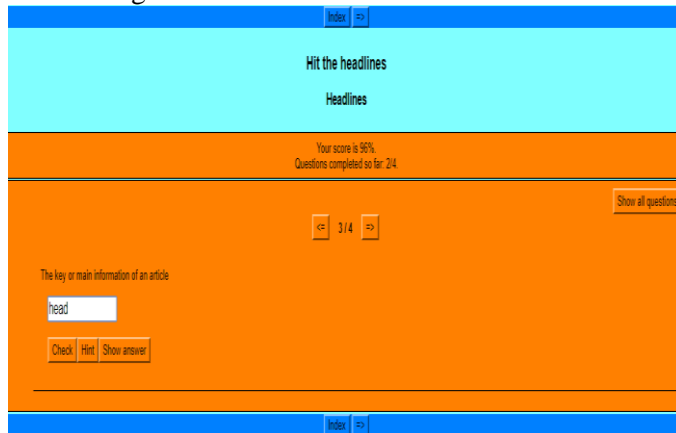 Index =>
Hit the headlines
Headlines
Your score is 96%.
Questions completed so far: 2/4.
Show all questions
<= 3 / 4 =>
The key or main information of an article
head
Check Hint Show answer
Index =>